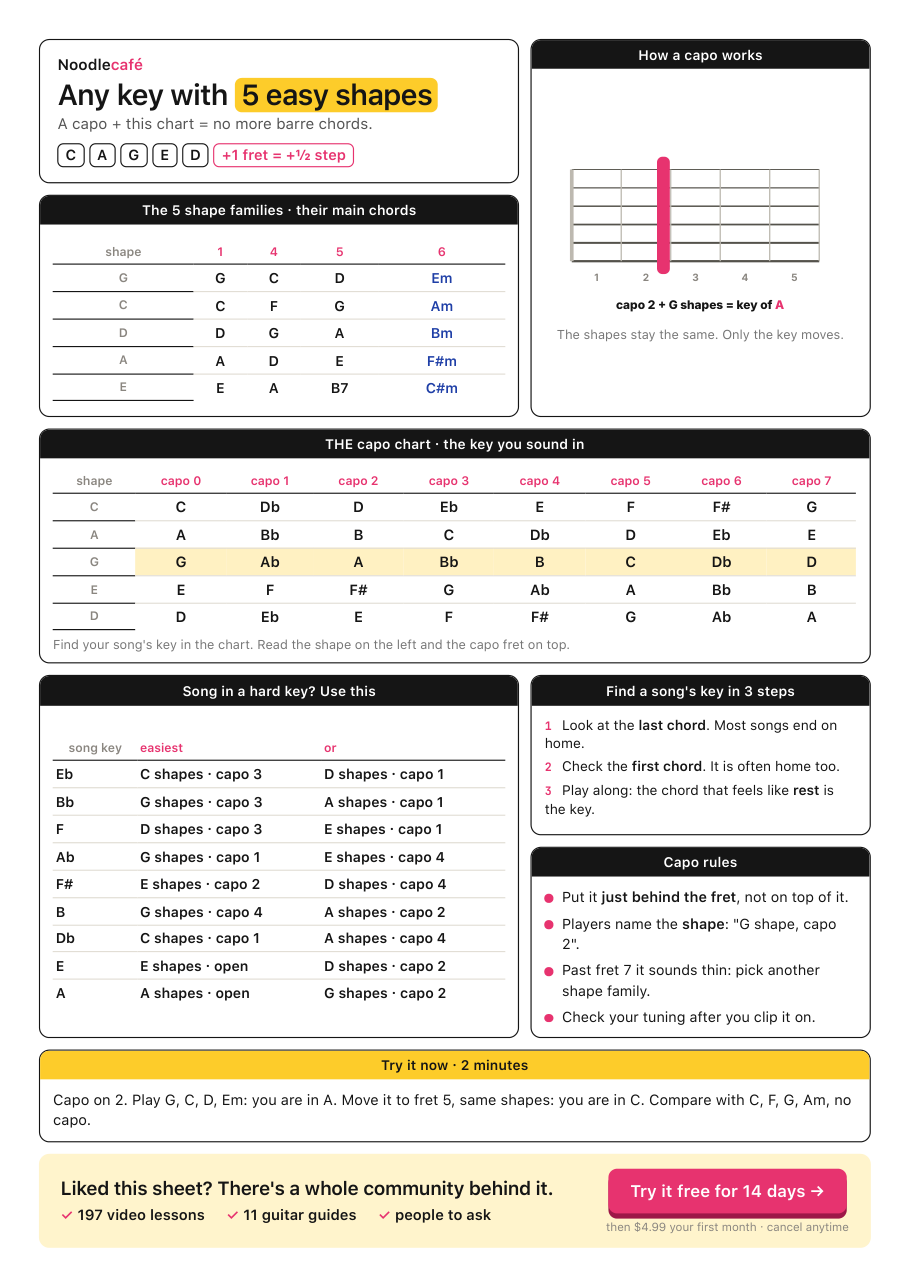 Noodlecafé
Any key with 5 easy shapes
A capo + this chart = no more barre chords.
C A G E D +1 fret = +½ step
How a capo works
1 2 3 4 5
capo 2 + G shapes = key of A
The shapes stay the same. Only the key moves.
The 5 shape families · their main chords
shape 1 4 5 6
G G C D Em
C C F G Am
D D G A Bm
A A D E F#m
E E A B7 C#m
THE capo chart · the key you sound in
shape capo 0 capo 1 capo 2 capo 3 capo 4 capo 5 capo 6 capo 7
C C Db D Eb E F F# G
A A Bb B C Db D Eb E
G G Ab A Bb B C Db D
E E F F# G Ab A Bb B
D D Eb E F F# G Ab A
Find your song's key in the chart. Read the shape on the left and the capo fret on top.
Song in a hard key? Use this
song key easiest or
Eb C shapes · capo 3 D shapes · capo 1
Bb G shapes · capo 3 A shapes · capo 1
F D shapes · capo 3 E shapes · capo 1
Ab G shapes · capo 1 E shapes · capo 4
F# E shapes · capo 2 D shapes · capo 4
B G shapes · capo 4 A shapes · capo 2
Db C shapes · capo 1 A shapes · capo 4
E E shapes · open D shapes · capo 2
A A shapes · open G shapes · capo 2
Find a song's key in 3 steps
1 Look at the last chord. Most songs end on
home.
2 Check the first chord. It is often home too.
3 Play along: the chord that feels like rest is
the key.
Capo rules
Put it just behind the fret, not on top of it.
Players name the shape: "G shape, capo
2".
Past fret 7 it sounds thin: pick another
shape family.
Check your tuning after you clip it on.
Try it now · 2 minutes
Capo on 2. Play G, C, D, Em: you are in A. Move it to fret 5, same shapes: you are in C. Compare with C, F, G, Am, no
capo.
Liked this sheet? There's a whole community behind it.
✓ 197 video lessons ✓ 11 guitar guides ✓ people to ask
Try it free for 14 days →
then $4.99 your first month · cancel anytime